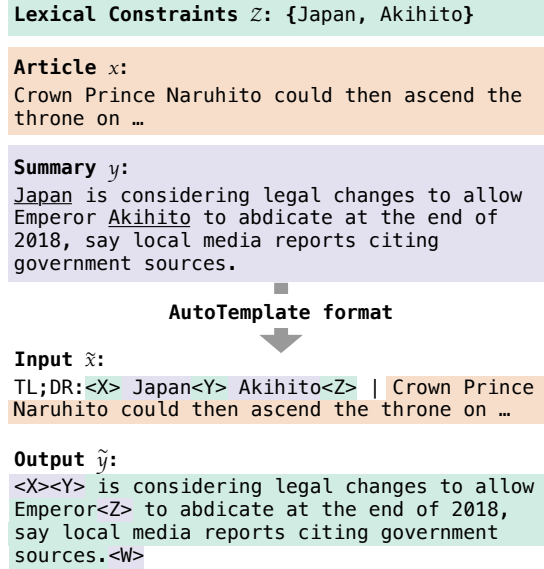 Lexical Constraints Z: {Japan, Akihito}
Article x:
Crown Prince Naruhito could then ascend the
throne on …
Summary y:
Japan is considering legal changes to allow
Emperor Akihito to abdicate at the end of
2018, say local media reports citing
government sources.
AutoTemplate format
Input x̃:
TL;DR:<X> Japan<Y> Akihito<Z> | Crown Prince
Naruhito could then ascend the throne on …
Output ỹ:
<X><Y> is considering legal changes to allow
Emperor<Z> to abdicate at the end of 2018,
say local media reports citing government
sources.<W>